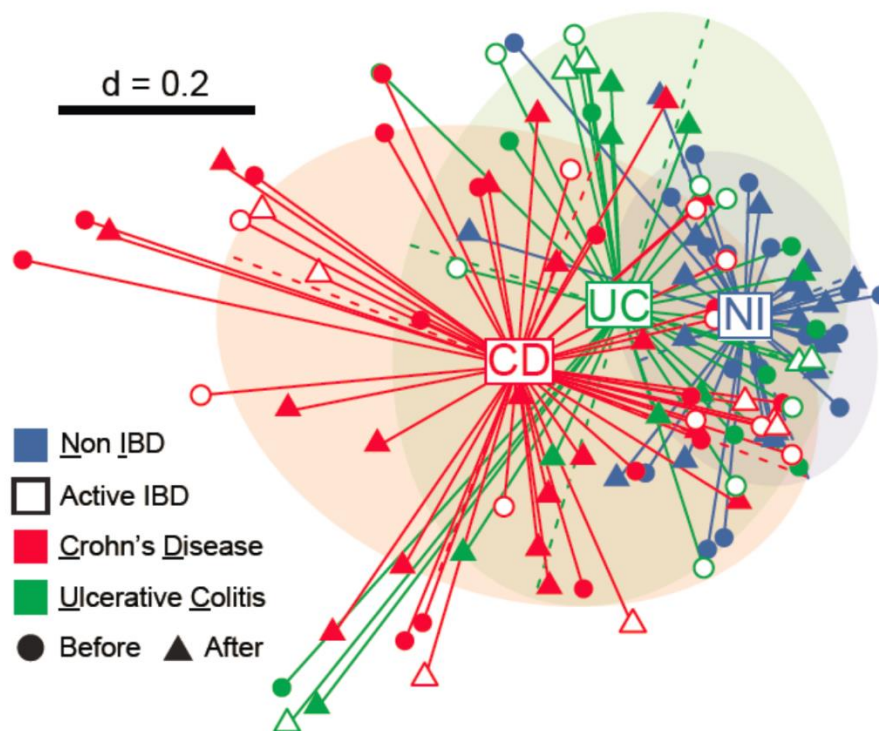 d = 0.2
UC
NI
CD
Non IBD
Active IBD
Crohn's Disease
Ulcerative Colitis
Before
After